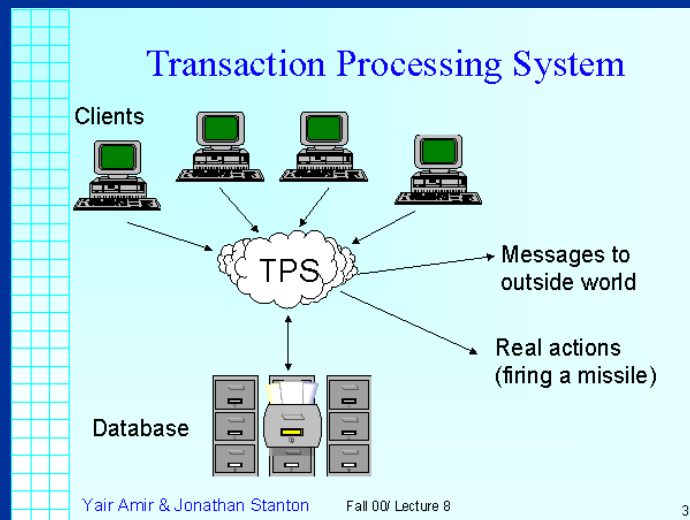 Transaction Processing System
Clients
TPS
Messages to
outside world
Real actions
(firing a missile)
Database
Yair Amir & Jonathan Stanton Fall 00/ Lecture 8 3